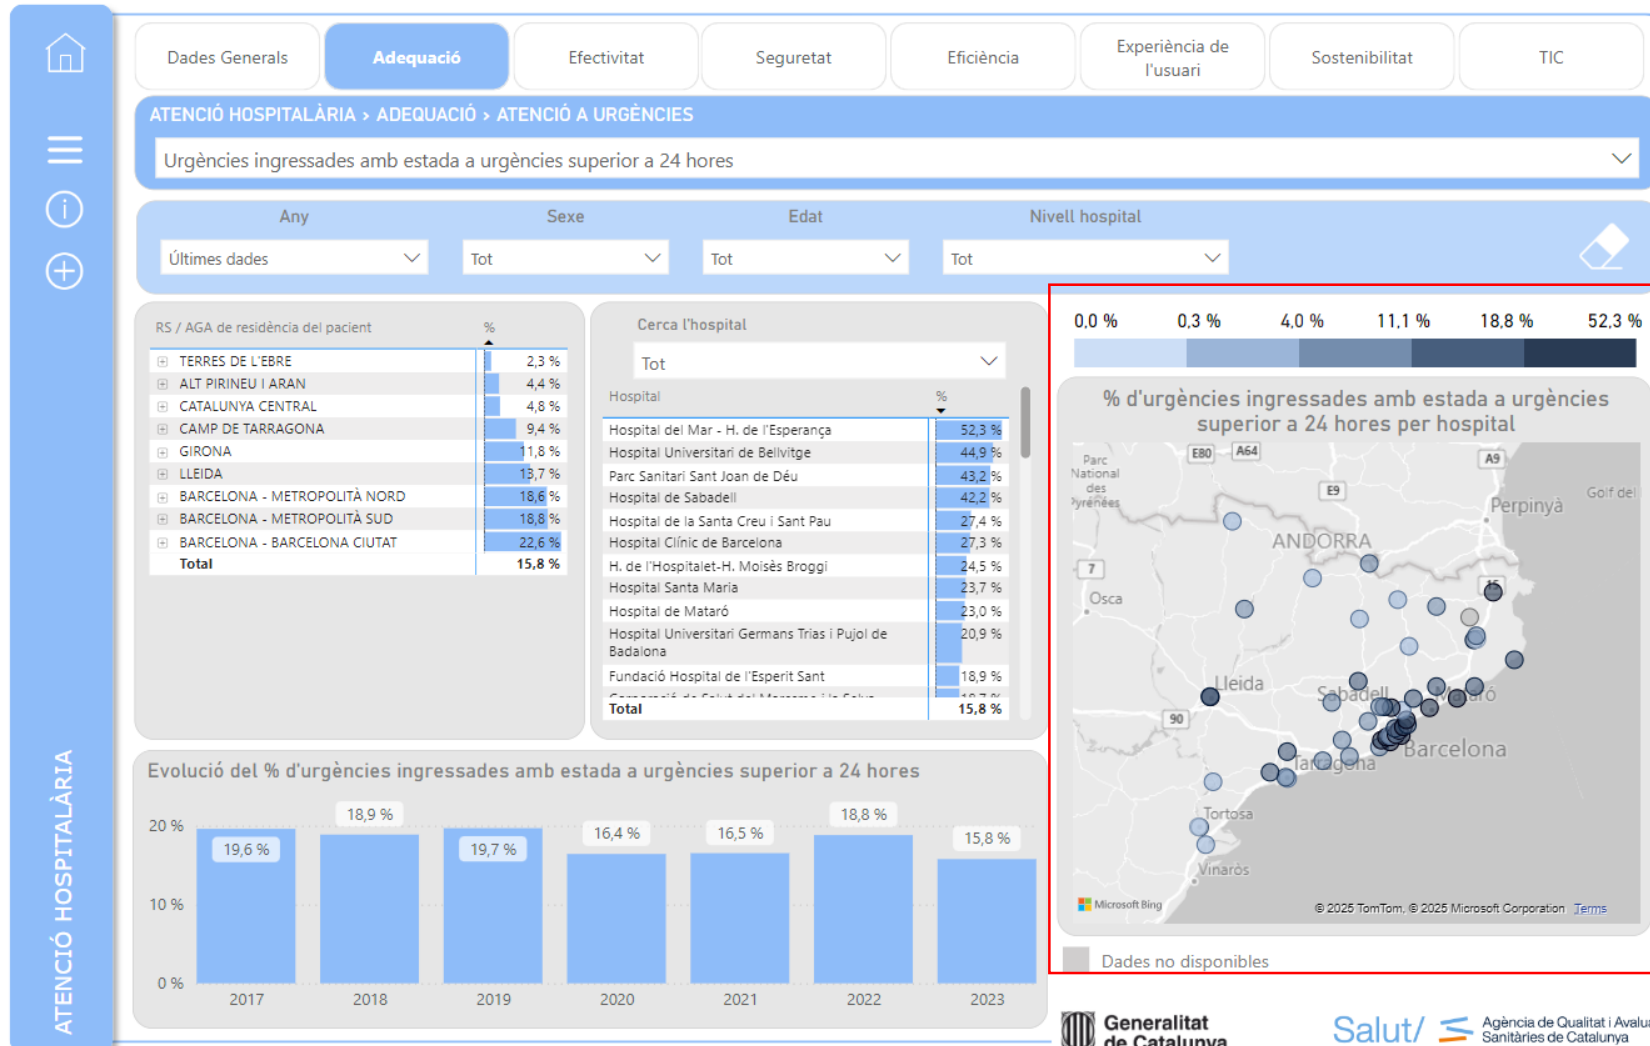 Dades Generals
Adequació
Efectivitat
Seguretat
Eficiència
Experiència de
l'usuari
Sostenibilitat
TIC
ATENCIÓ HOSPITALÀRIA > ADEQUACIÓ > ATENCIÓ A URGÈNCIES
Urgències ingressades amb estada a urgències superior a 24 hores
Any
Sexe
Edat
Nivell hospital
Últimes dades
Tot
Tot
Tot
RS / AGA de residència del pacient %
TERRES DE L'EBRE 2,3 %
ALT PIRINEU I ARAN 4,4 %
CATALUNYA CENTRAL 4,8 %
CAMP DE TARRAGONA 9,4 %
GIRONA 11,8 %
LLEIDA 13,7 %
BARCELONA - METROPOLITÀ NORD 18,6 %
BARCELONA - METROPOLITÀ SUD 18,8 %
BARCELONA - BARCELONA CIUTAT 22,6 %
Total 15,8 %
Cerca l'hospital
Tot
Hospital %
Hospital del Mar - H. de l'Esperança 52,3 %
Hospital Universitari de Bellvitge 44,9 %
Parc Sanitari Sant Joan de Déu 43,2 %
Hospital de Sabadell 42,2 %
Hospital de la Santa Creu i Sant Pau 27,4 %
Hospital Clínic de Barcelona 27,3 %
H. de l'Hospitalet-H. Moisès Broggi 24,5 %
Hospital Santa Maria 23,7 %
Hospital de Mataró 23,0 %
Hospital Universitari Germans Trias i Pujol de 20,9 %
Badalona
Fundació Hospital de l'Esperit Sant 18,9 %
Total 15,8 %
0,0 % 0,3 % 4,0 % 11,1 % 18,8 % 52,3 %
% d'urgències ingressades amb estada a urgències
superior a 24 hores per hospital
Parc
National
des
Pyrénées
E80
A64
A9
E9
Golf del
Perpinyà
ANDORRA
7
15
Osca
Lleida
Sabadell
Mataró
90
Barcelona
Tarragona
Tortosa
Vinaròs
Microsoft Bing
© 2025 TomTom, © 2025 Microsoft Corporation Terms
Dades no disponibles
Evolució del % d'urgències ingressades amb estada a urgències superior a 24 hores
20 %
10 %
0 %
19,6 %
18,9 %
19,7 %
16,4 %
16,5 %
18,8 %
15,8 %
2017
2018
2019
2020
2021
2022
2023
ATENCIÓ HOSPITALÀRIA
Generalitat
de Catalunya
Salut/
Agència de Qualitat i Avalua
Sanitàries de Catalunya